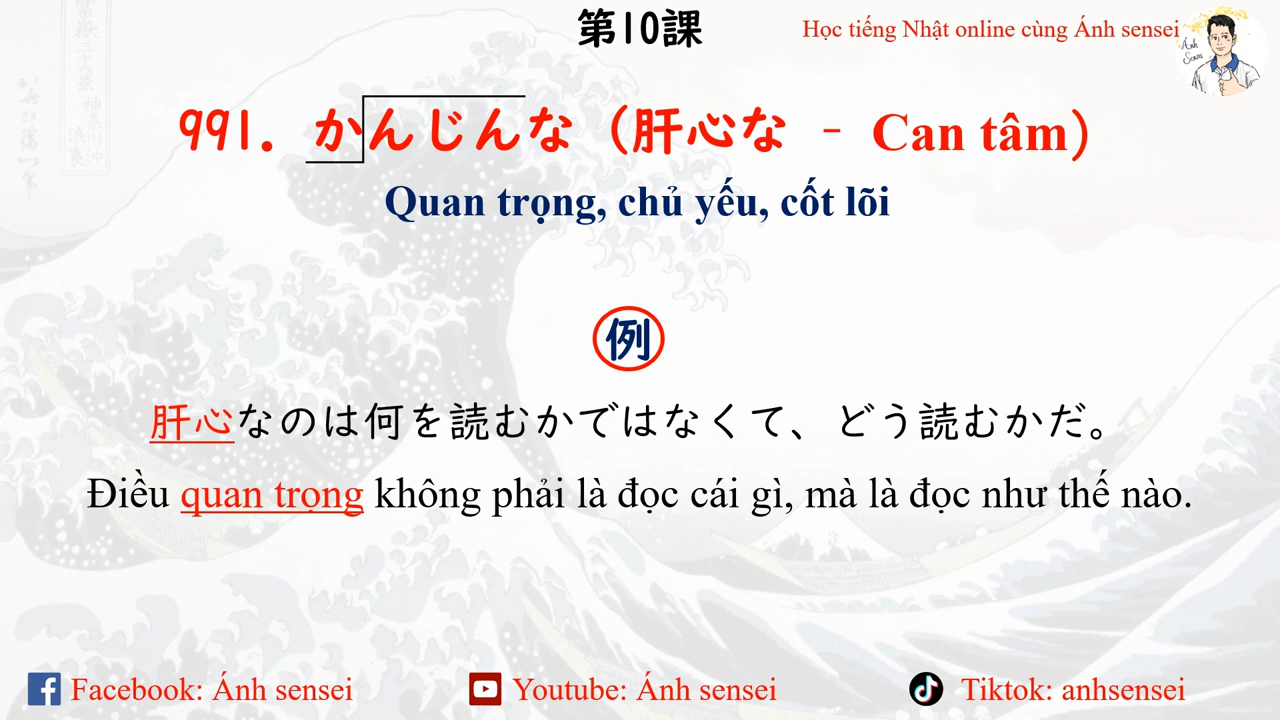 第10課
Học tiếng Nhật online cùng Ánh sensei
Ánh Sensei
991. かんじんな（肝心な – Can tâm）
Quan trọng, chủ yếu, cốt lõi
例
肝心なのは何を読むかではなくて、どう読むかだ。
Điều quan trọng không phải là đọc cái gì, mà là đọc như thế nào.
Facebook: Ánh sensei
Youtube: Ánh sensei
Tiktok: anhsensei